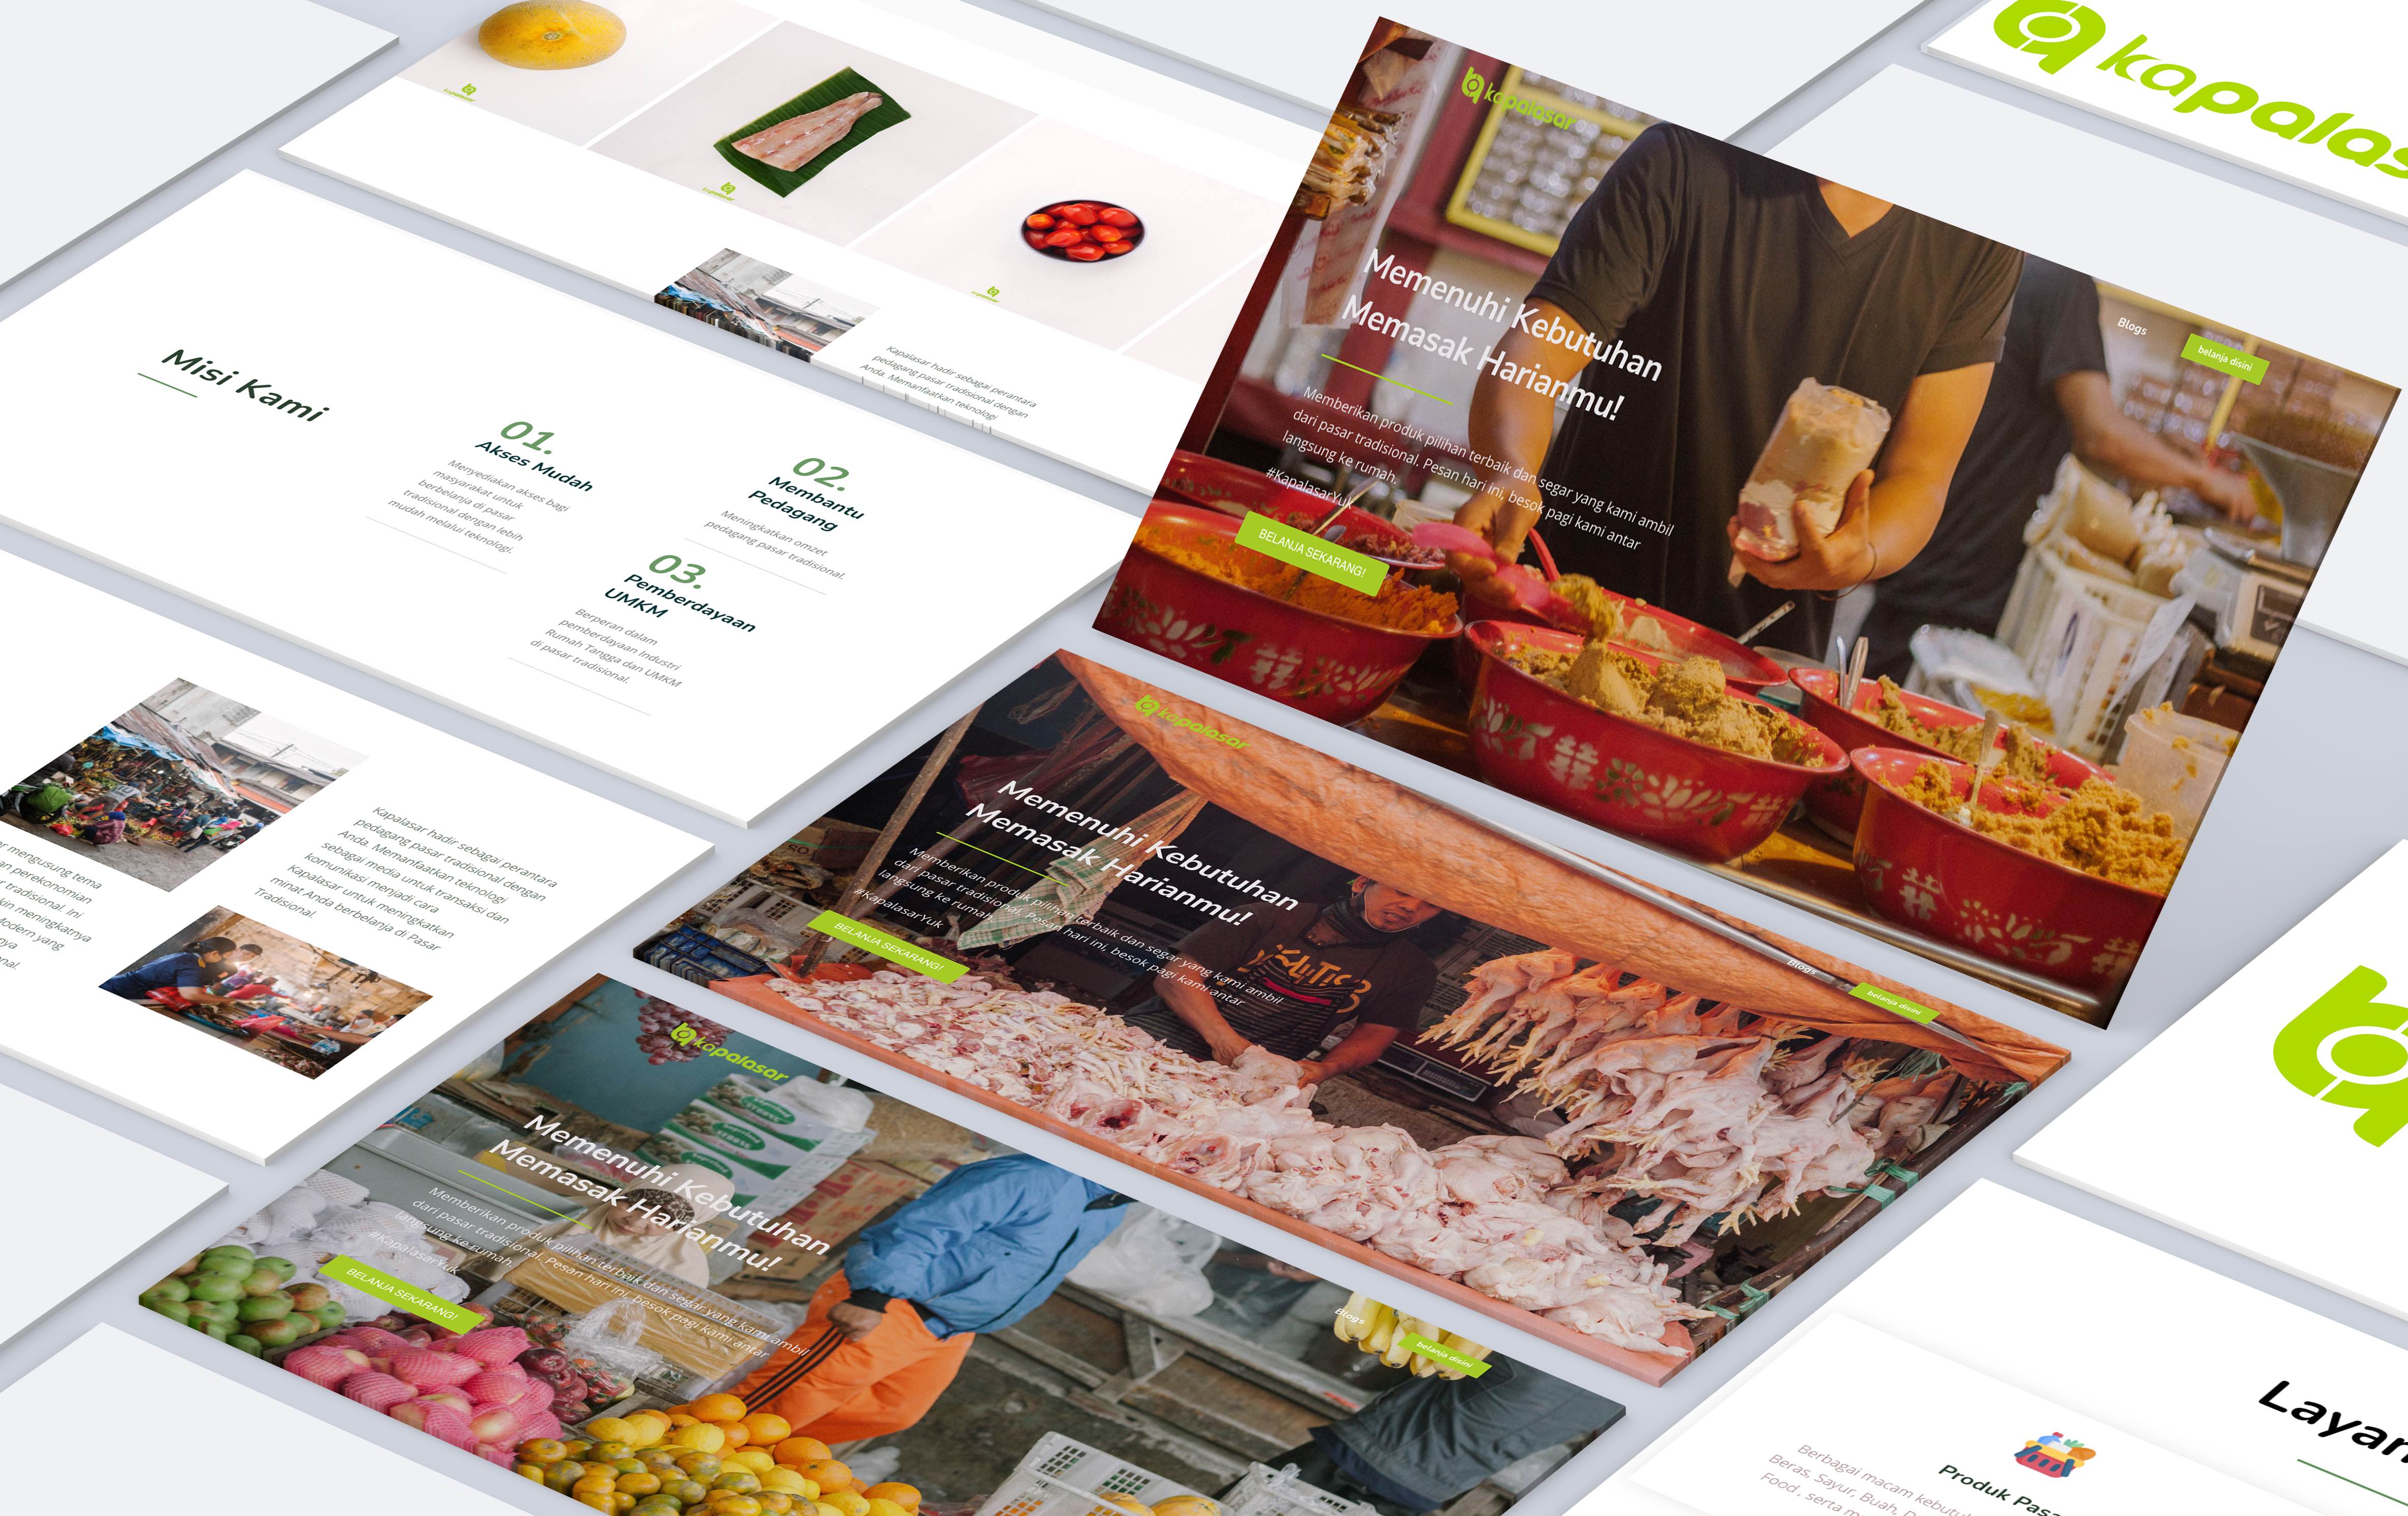 kapalasar
kapalasar
kapalasar
Kapalasar hadir sebagai perantara
pedagang pasar tradisional dengan
Anda. Memanfaatkan teknologi
Misi Kami
01.
Akses Mudah
Menyediakan akses bagi
masyarakat untuk
berbelanja di pasar
tradisional dengan lebih
mudah melalui teknologi.
02.
Membantu
Pedagang
Meningkatkan omzet
pedagang pasar tradisional.
03.
Pemberdayaan
UMKM
Berperan dalam
pemberdayaan Industri
Rumah Tangga dan UMKM
di pasar tradisional.
mengusung tema
perekonomian
tradisional. Ini
meningkatnya
Modern yang
Kapalasar hadir sebagai perantara
pedagang pasar tradisional dengan
Anda. Memanfaatkan teknologi
sebagai media untuk transaksi dan
komunikasi menjadi cara
Kapalasar untuk meningkatkan
minat Anda berbelanja di Pasar
Tradisional.
kapalasar
Blogs
belanja disini
Memenuhi Kebutuhan
Memasak Harianmu!
Memberikan produk pilihan terbaik dan segar yang kami ambil
dari pasar tradisional. Pesan hari ini, besok pagi kami antar
langsung ke rumah.
#KapalasarYuk
BELANJA SEKARANG!
kapalasar
Blogs
belanja disini
Memenuhi Kebutuhan
Memasak Harianmu!
Memberikan produk pilihan terbaik dan segar yang kami ambil
dari pasar tradisional. Pesan hari ini, besok pagi kami antar
langsung ke rumah.
#KapalasarYuk
BELANJA SEKARANG!
kapalasar
Blogs
belanja disini
Memenuhi Kebutuhan
Memasak Harianmu!
Memberikan produk pilihan terbaik dan segar yang kami ambil
dari pasar tradisional. Pesan hari ini, besok pagi kami antar
langsung ke rumah.
#KapalasarYuk
BELANJA SEKARANG!
kapalas
Layan
Produk Pasa
Berbagai macam kebutu
Beras, Sayur, Buah, D
Food , serta m